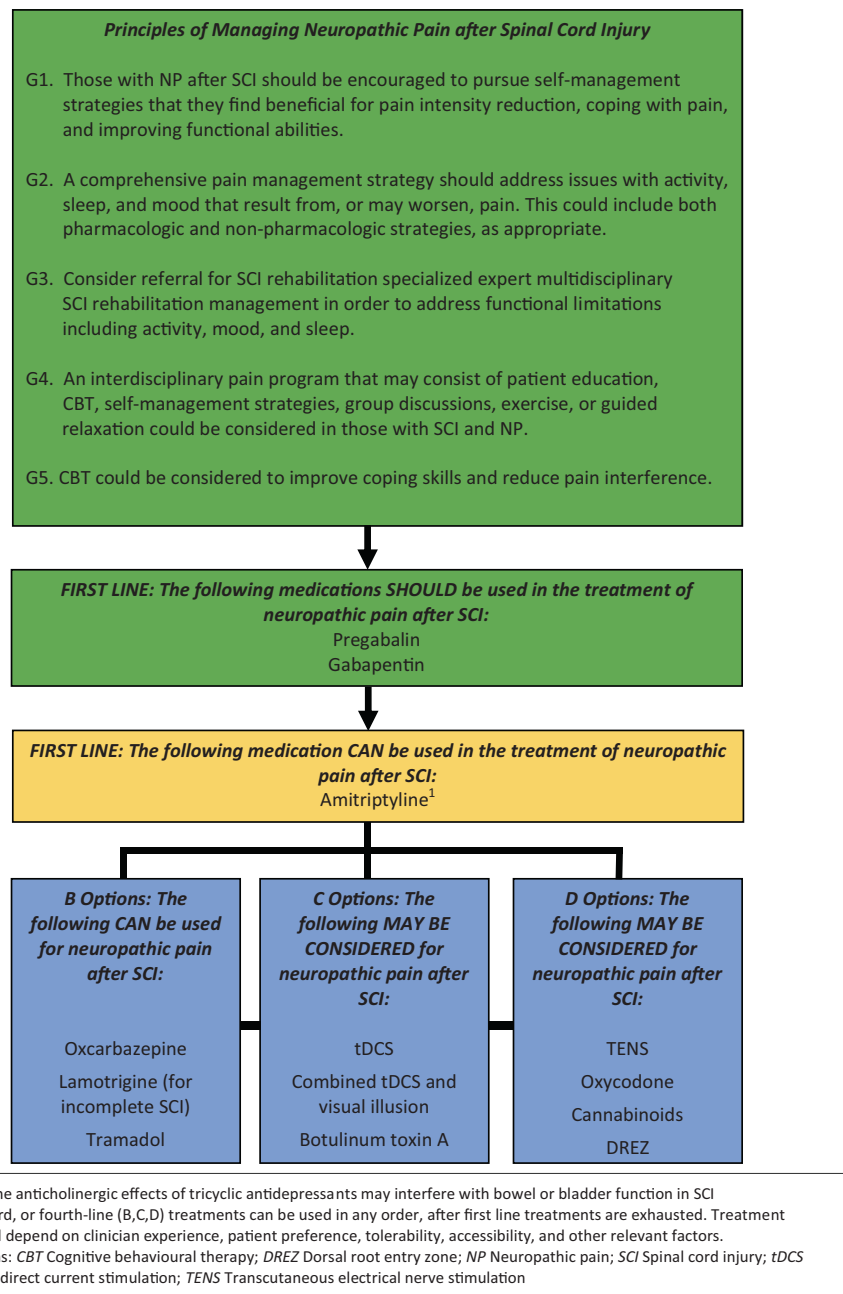 Principles of Managing Neuropathic Pain after Spinal Cord Injury
G1. Those with NP after SCI should be encouraged to pursue self-management
strategies that they find beneficial for pain intensity reduction, coping with pain,
and improving functional abilities.
G2. A comprehensive pain management strategy should address issues with activity,
sleep, and mood that result from, or may worsen, pain. This could include both
pharmacologic and non-pharmacologic strategies, as appropriate.
G3. Consider referral for SCI rehabilitation specialized expert multidisciplinary
SCI rehabilitation management in order to address functional limitations
including activity, mood, and sleep.
G4. An interdisciplinary pain program that may consist of patient education,
CBT, self-management strategies, group discussions, exercise, or guided
relaxation could be considered in those with SCI and NP.
G5. CBT could be considered to improve coping skills and reduce pain interference.
FIRST LINE: The following medications SHOULD be used in the treatment of
neuropathic pain after SCI:
Pregabalin
Gabapentin
FIRST LINE: The following medication CAN be used in the treatment of neuropathic
pain after SCI:
Amitriptyline¹
B Options: The
following CAN be used
for neuropathic pain
after SCI:
Oxcarbazepine
Lamotrigine (for
incomplete SCI)
Tramadol
C Options: The
following MAY BE
CONSIDERED for
neuropathic pain after
SCI:
tDCS
Combined tDCS and
visual illusion
Botulinum toxin A
D Options: The
following MAY BE
CONSIDERED for
neuropathic pain after
SCI:
TENS
Oxycodone
Cannabinoids
DREZ
anticholinergic effects of tricyclic antidepressants may interfere with bowel or bladder function in SCI
or fourth-line (B,C,D) treatments can be used in any order, after first line treatments are exhausted. Treatment
depend on clinician experience, patient preference, tolerability, accessibility, and other relevant factors.
CBT Cognitive behavioural therapy; DREZ Dorsal root entry zone; NP Neuropathic pain; SCI Spinal cord injury; tDCS
direct current stimulation; TENS Transcutaneous electrical nerve stimulation